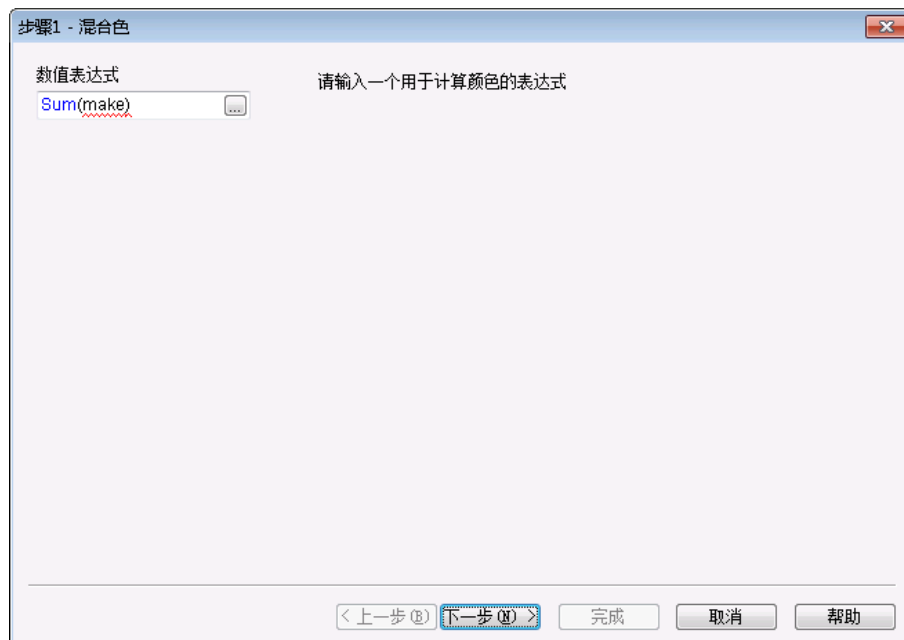 步骤1 - 混合色
数值表达式
请输入一个用于计算颜色的表达式
Sum(make)
...
< 上一步(B) 下一步(N) > 完成 取消 帮助